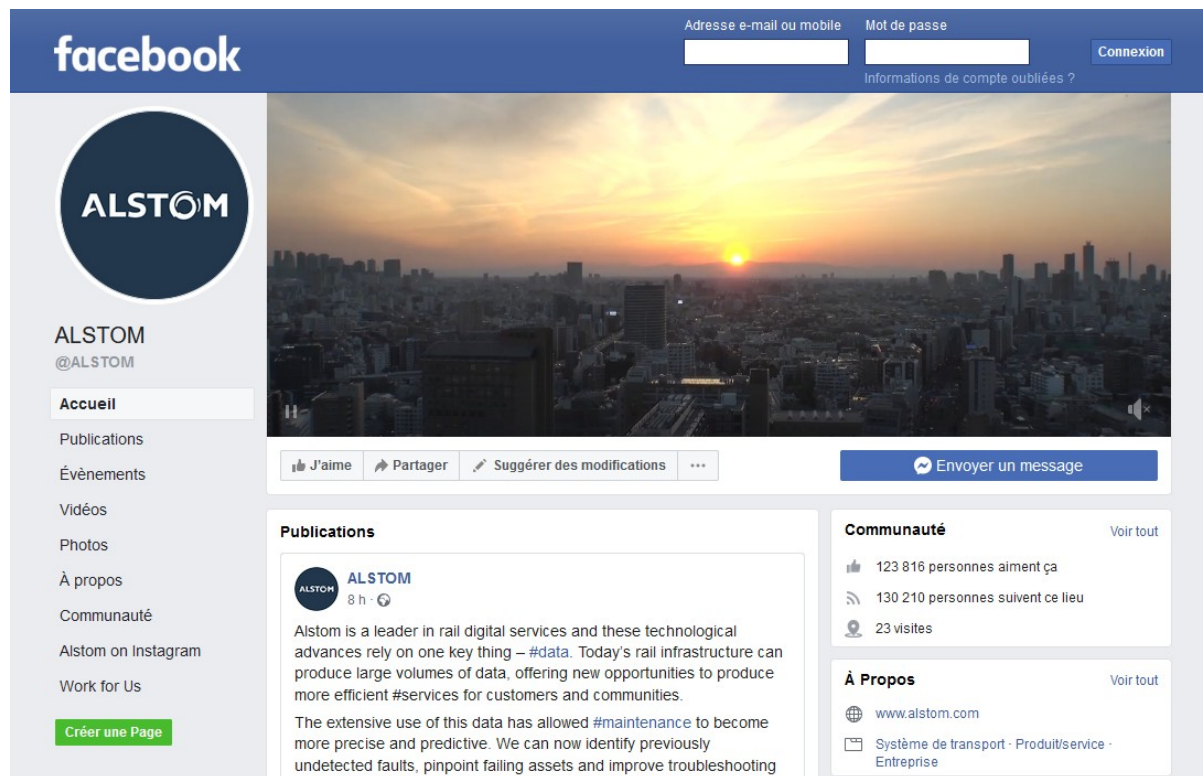 facebook
Adresse e-mail ou mobile
Mot de passe
Connexion
Informations de compte oubliées ?
ALSTOM
ALSTOM
@ALSTOM
Accueil
Publications
Évènements
Vidéos
Photos
À propos
Communauté
Alstom on Instagram
Work for Us
Créer une Page
J'aime
Partager
Suggérer des modifications
Envoyer un message
Publications
ALSTOM
ALSTOM
8 h ·
Alstom is a leader in rail digital services and these technological
advances rely on one key thing – #data. Today's rail infrastructure can
produce large volumes of data, offering new opportunities to produce
more efficient #services for customers and communities.
The extensive use of this data has allowed #maintenance to become
more precise and predictive. We can now identify previously
undetected faults, pinpoint failing assets and improve troubleshooting
Communauté
Voir tout
123 816 personnes aiment ça
130 210 personnes suivent ce lieu
23 visites
À Propos
Voir tout
www.alstom.com
Système de transport · Produit/service ·
Entreprise